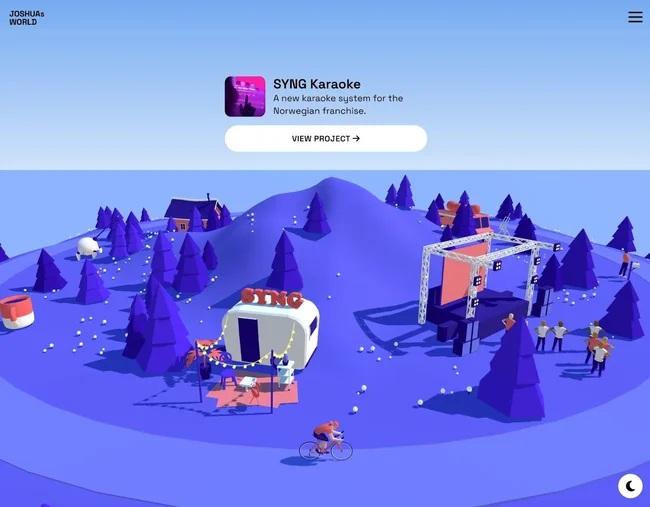 JOSHUAs
WORLD
SYNG Karaoke
A new karaoke system for the
Norwegian franchise.
VIEW PROJECT →
SYNG